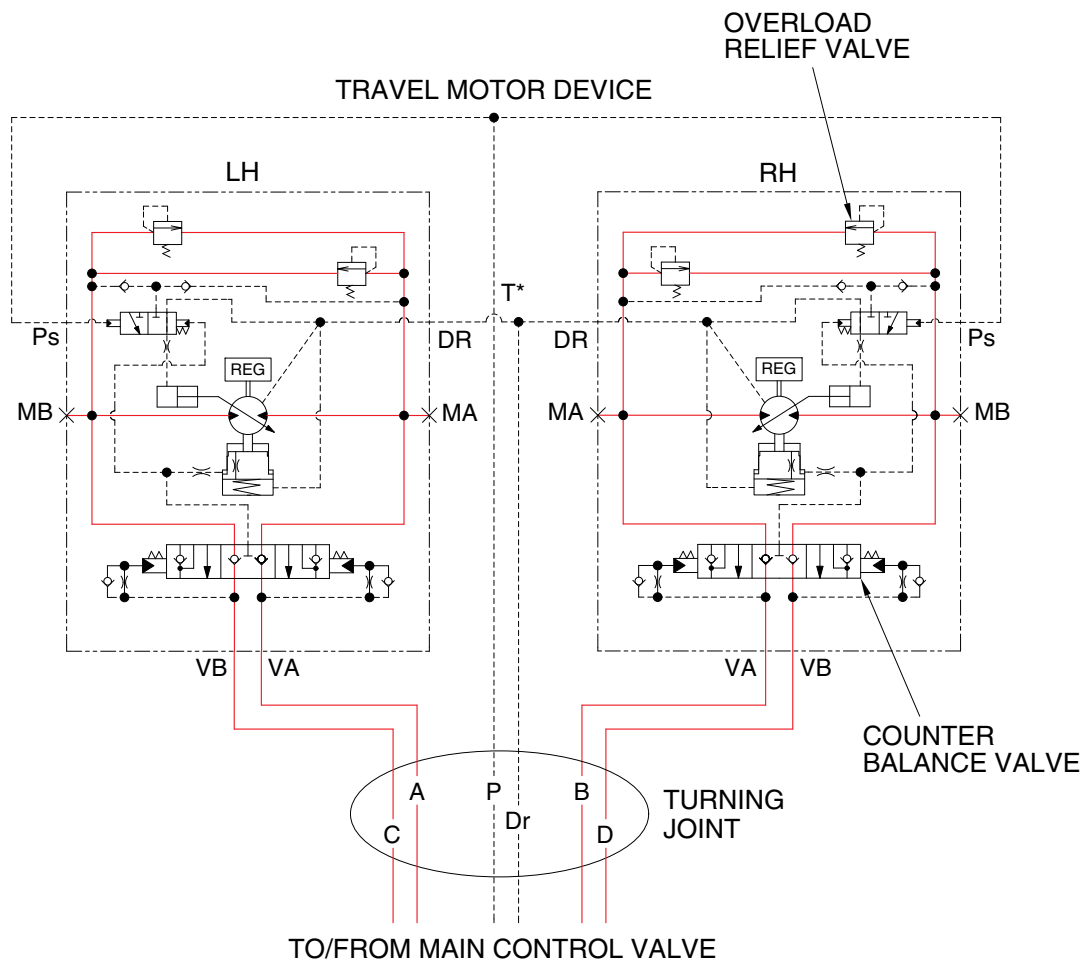 OVERLOAD
RELIEF VALVE
TRAVEL MOTOR DEVICE
LH
RH
T*
Ps
DR
DR
Ps
REG
REG
MB
MA
MA
MB
VB
VA
VA
VB
COUNTER
BALANCE VALVE
A
P
B
TURNING
JOINT
C
Dr
D
TO/FROM MAIN CONTROL VALVE